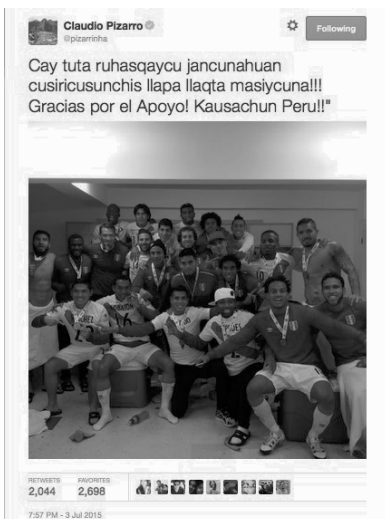 Claudio Pizarro
@pizarrinha
Following
Cay tuta ruhasqaycu jancunahuan
cusiricusunchis llapa llaqta masiycuna!!!
Gracias por el Apoyo! Kausachun Peru!!"
RETWEETS
FAVORITES
2,044
2,698
7:57 PM - 3 Jul 2015